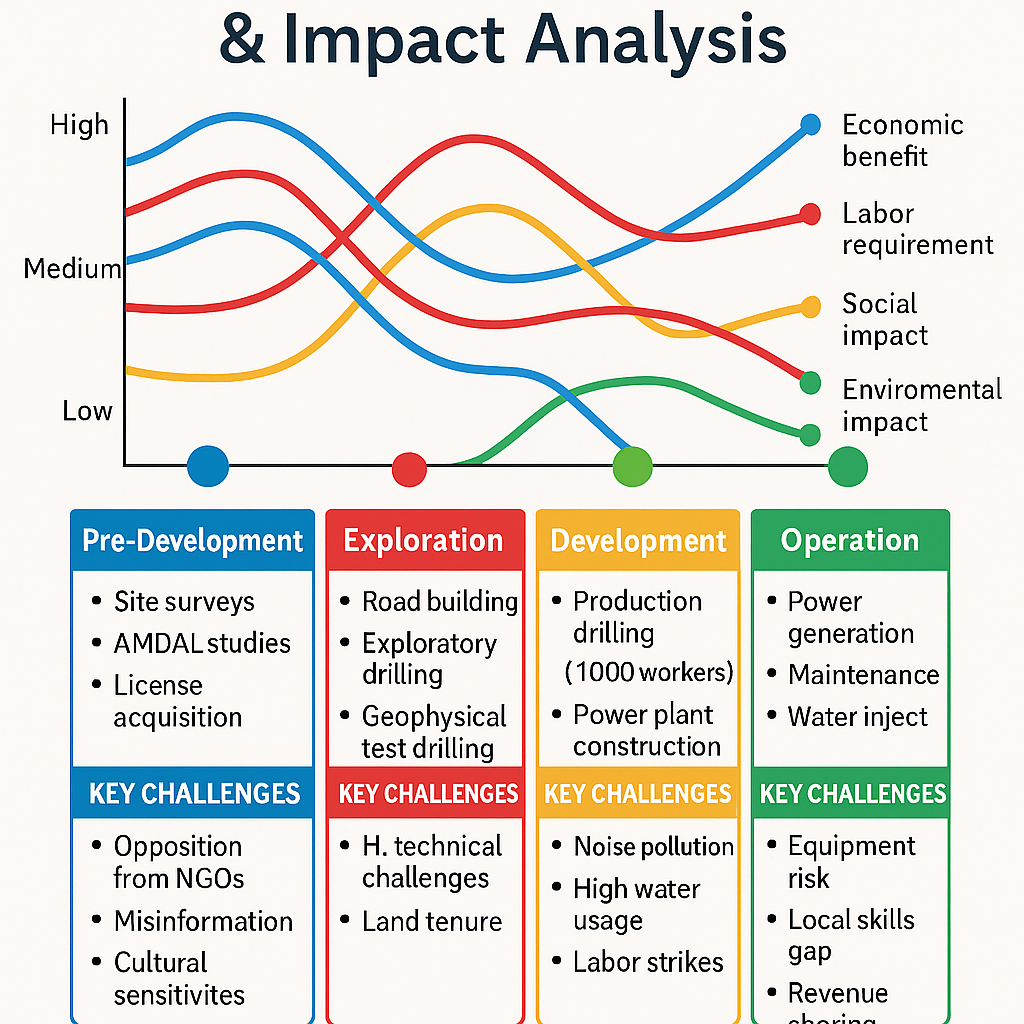 & Impact Analysis
High
Medium
Low
Economic
benefit
Labor
requirement
Social
impact
Enviromental
impact
Pre-Development
• Site surveys
• AMDAL studies
• License
acquisition
KEY CHALLENGES
• Opposition
from NGOs
• Misinformation
• Cultural
sensitivites
Exploration
• Road building
• Exploratory
drilling
• Geophysical
test drilling
KEY CHALLENGES
• H. technical
challenges
• Land tenure
Development
• Production
drilling
(1000 workers)
• Power plant
construction
KEY CHALLENGES
• Noise pollution
• High water
usage
• Labor strikes
Operation
• Power
generation
• Maintenance
• Water inject
KEY CHALLENGES
• Equipment
risk
• Local skills
gap
• Revenue